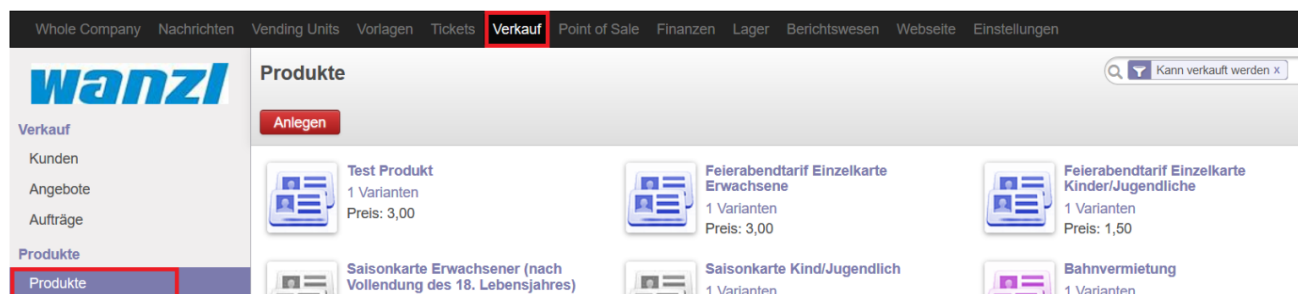 Whole Company Nachrichten Vending Units Vorlagen Tickets Verkauf Point of Sale Finanzen Lager Berichtswesen Webseite Einstellungen
wanzl
Produkte
Kann verkauft werden x
Anlegen
Verkauf
Kunden
Angebote
Aufträge
Produkte
Produkte
Test Produkt
1 Varianten
Preis: 3,00
Feierabendtarif Einzelkarte
Erwachsene
1 Varianten
Preis: 3,00
Feierabendtarif Einzelkarte
Kinder/Jugendliche
1 Varianten
Preis: 1,50
Saisonkarte Erwachsener (nach
Vollendung des 18. Lebensjahres)
Saisonkarte Kind/Jugendlich
1 Varianten
Bahnvermietung
1 Varianten